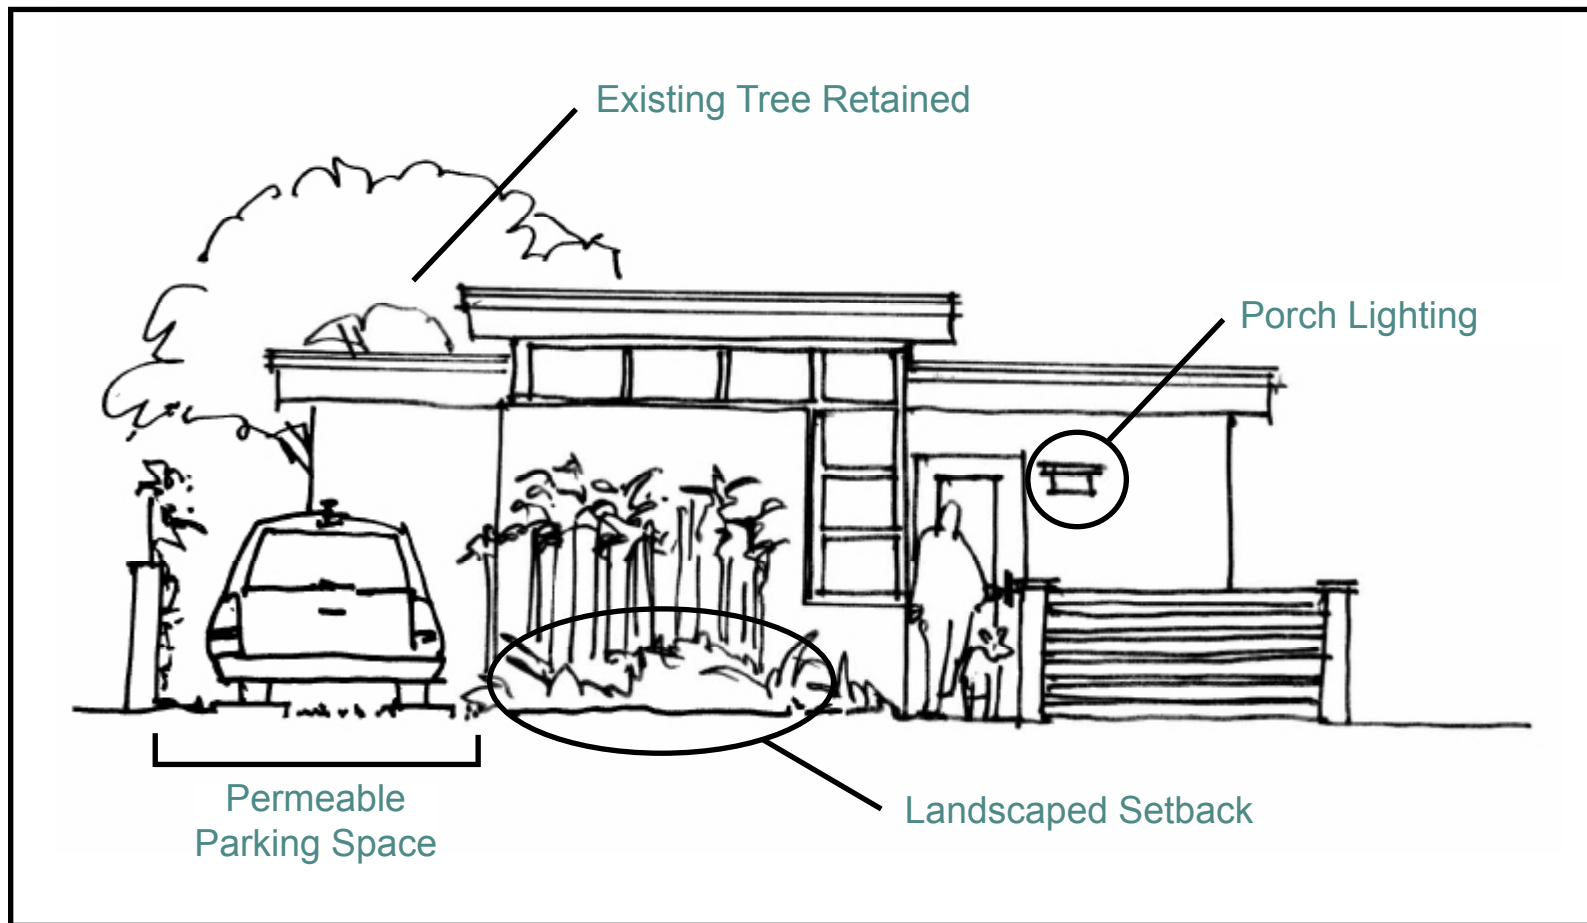 Existing Tree Retained
Porch Lighting
Permeable
Parking Space
Landscaped Setback